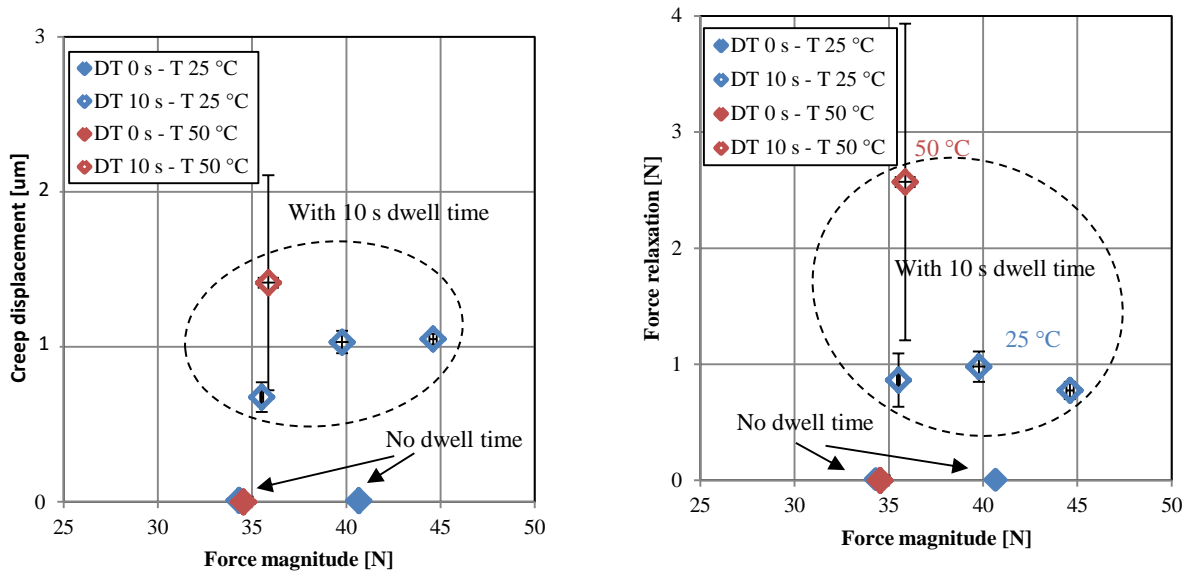 3
2
1
0
Creep displacement [um]
DT 0 s - T 25 °C
DT 10 s - T 25 °C
DT 0 s - T 50 °C
DT 10 s - T 50 °C
With 10 s dwell time
No dwell time
25 30 35 40 45 50
Force magnitude [N]
4
3
2
1
0
Force relaxation [N]
DT 0 s - T 25 °C
DT 10 s - T 25 °C
DT 0 s - T 50 °C
DT 10 s - T 50 °C
50 °C
With 10 s dwell time
25 °C
No dwell time
25 30 35 40 45 50
Force magnitude [N]